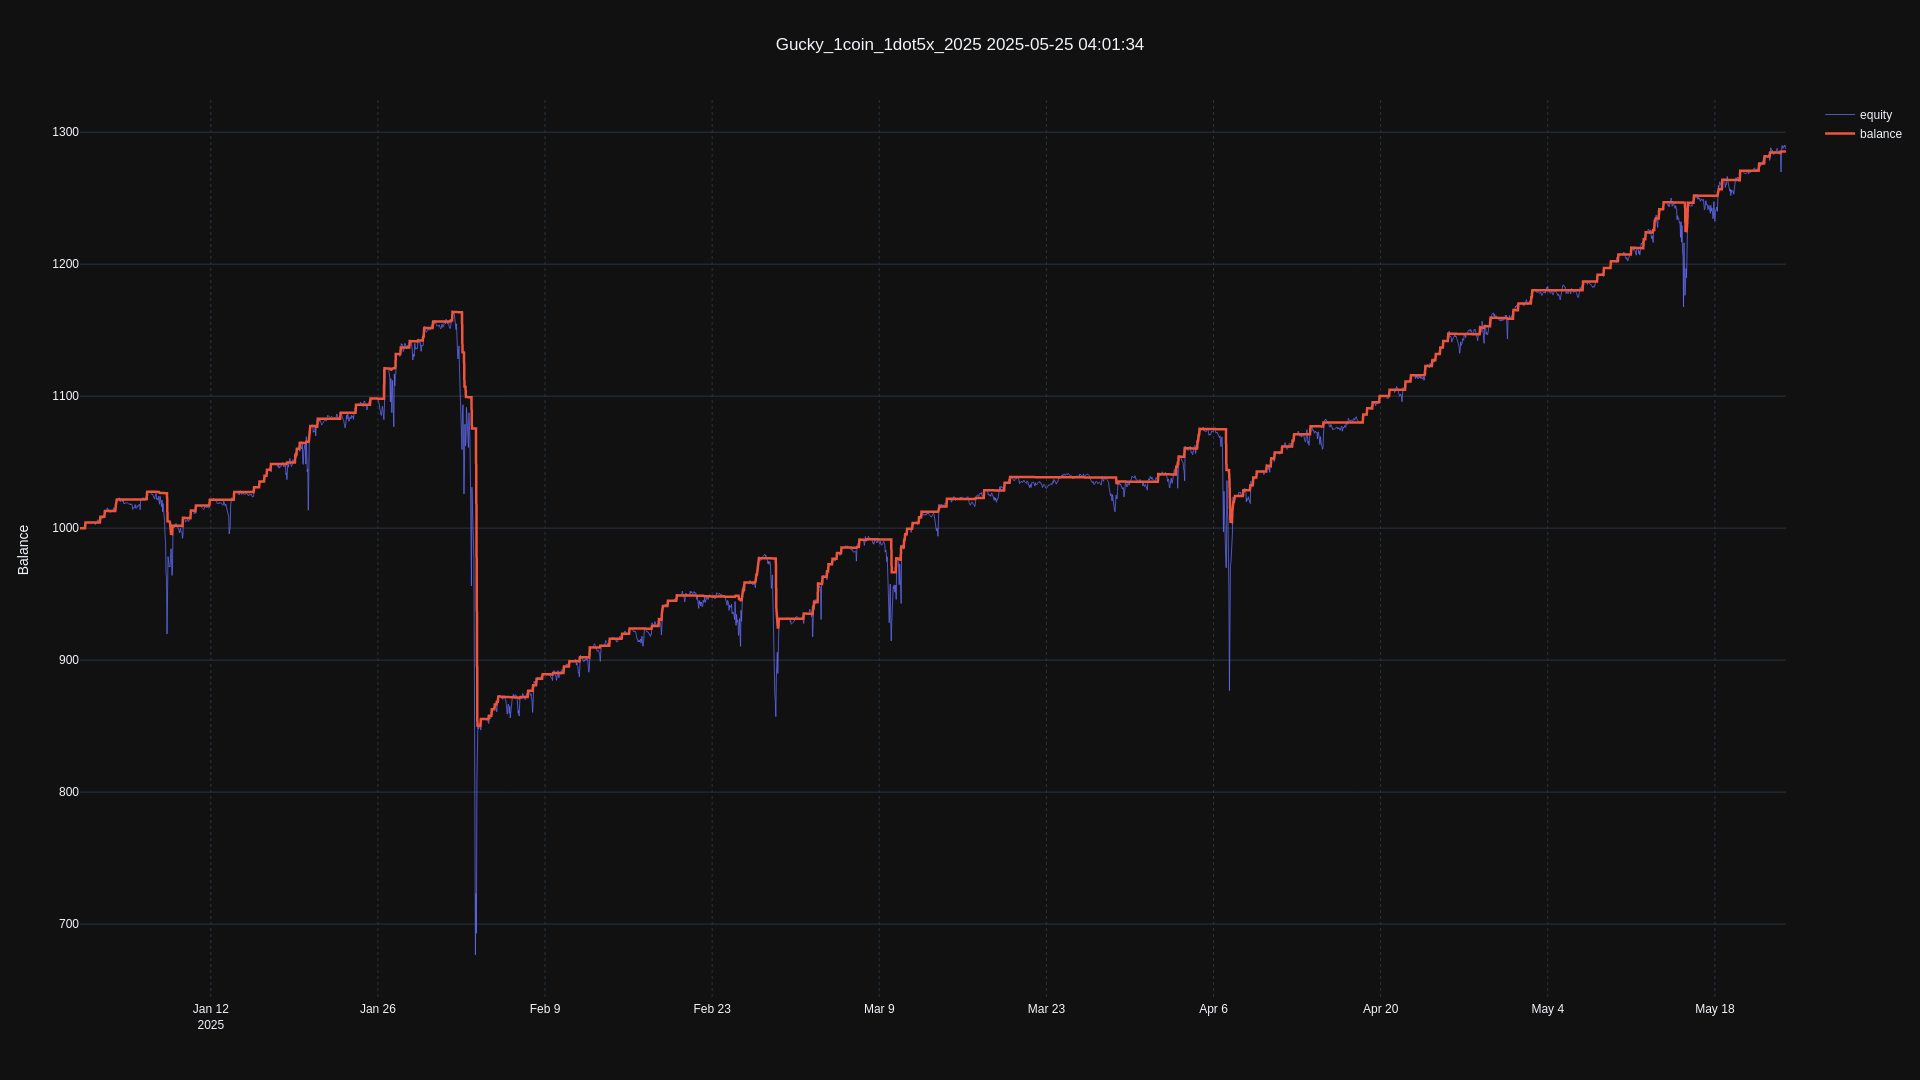 Gucky_1coin_1dot5x_2025 2025-05-25 04:01:34
equity
balance
Balance
1300
1200
1100
1000
900
800
700
Jan 12
2025
Jan 26
Feb 9
Feb 23
Mar 9
Mar 23
Apr 6
Apr 20
May 4
May 18